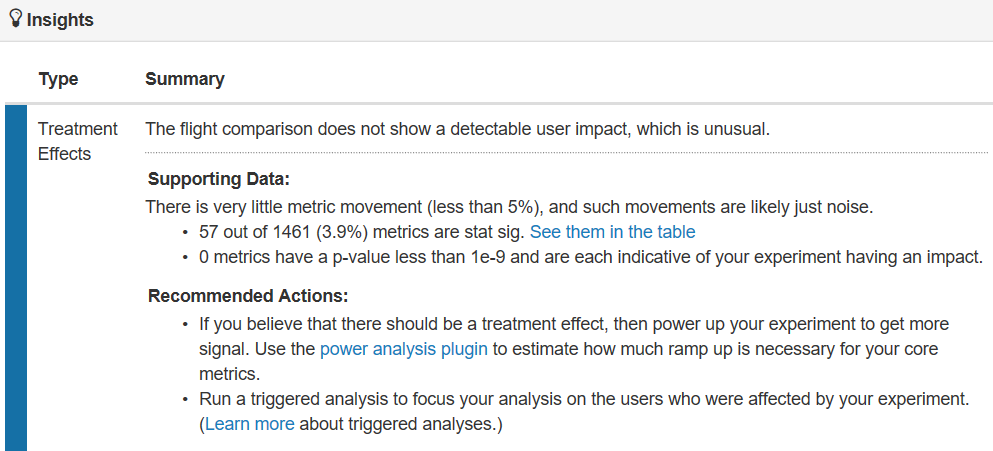 Insights
Type Summary
Treatment Effects
The flight comparison does not show a detectable user impact, which is unusual.
Supporting Data:
There is very little metric movement (less than 5%), and such movements are likely just noise.
• 57 out of 1461 (3.9%) metrics are stat sig. See them in the table
• 0 metrics have a p-value less than 1e-9 and are each indicative of your experiment having an impact.
Recommended Actions:
• If you believe that there should be a treatment effect, then power up your experiment to get more
signal. Use the power analysis plugin to estimate how much ramp up is necessary for your core
metrics.
• Run a triggered analysis to focus your analysis on the users who were affected by your experiment.
(Learn more about triggered analyses.)